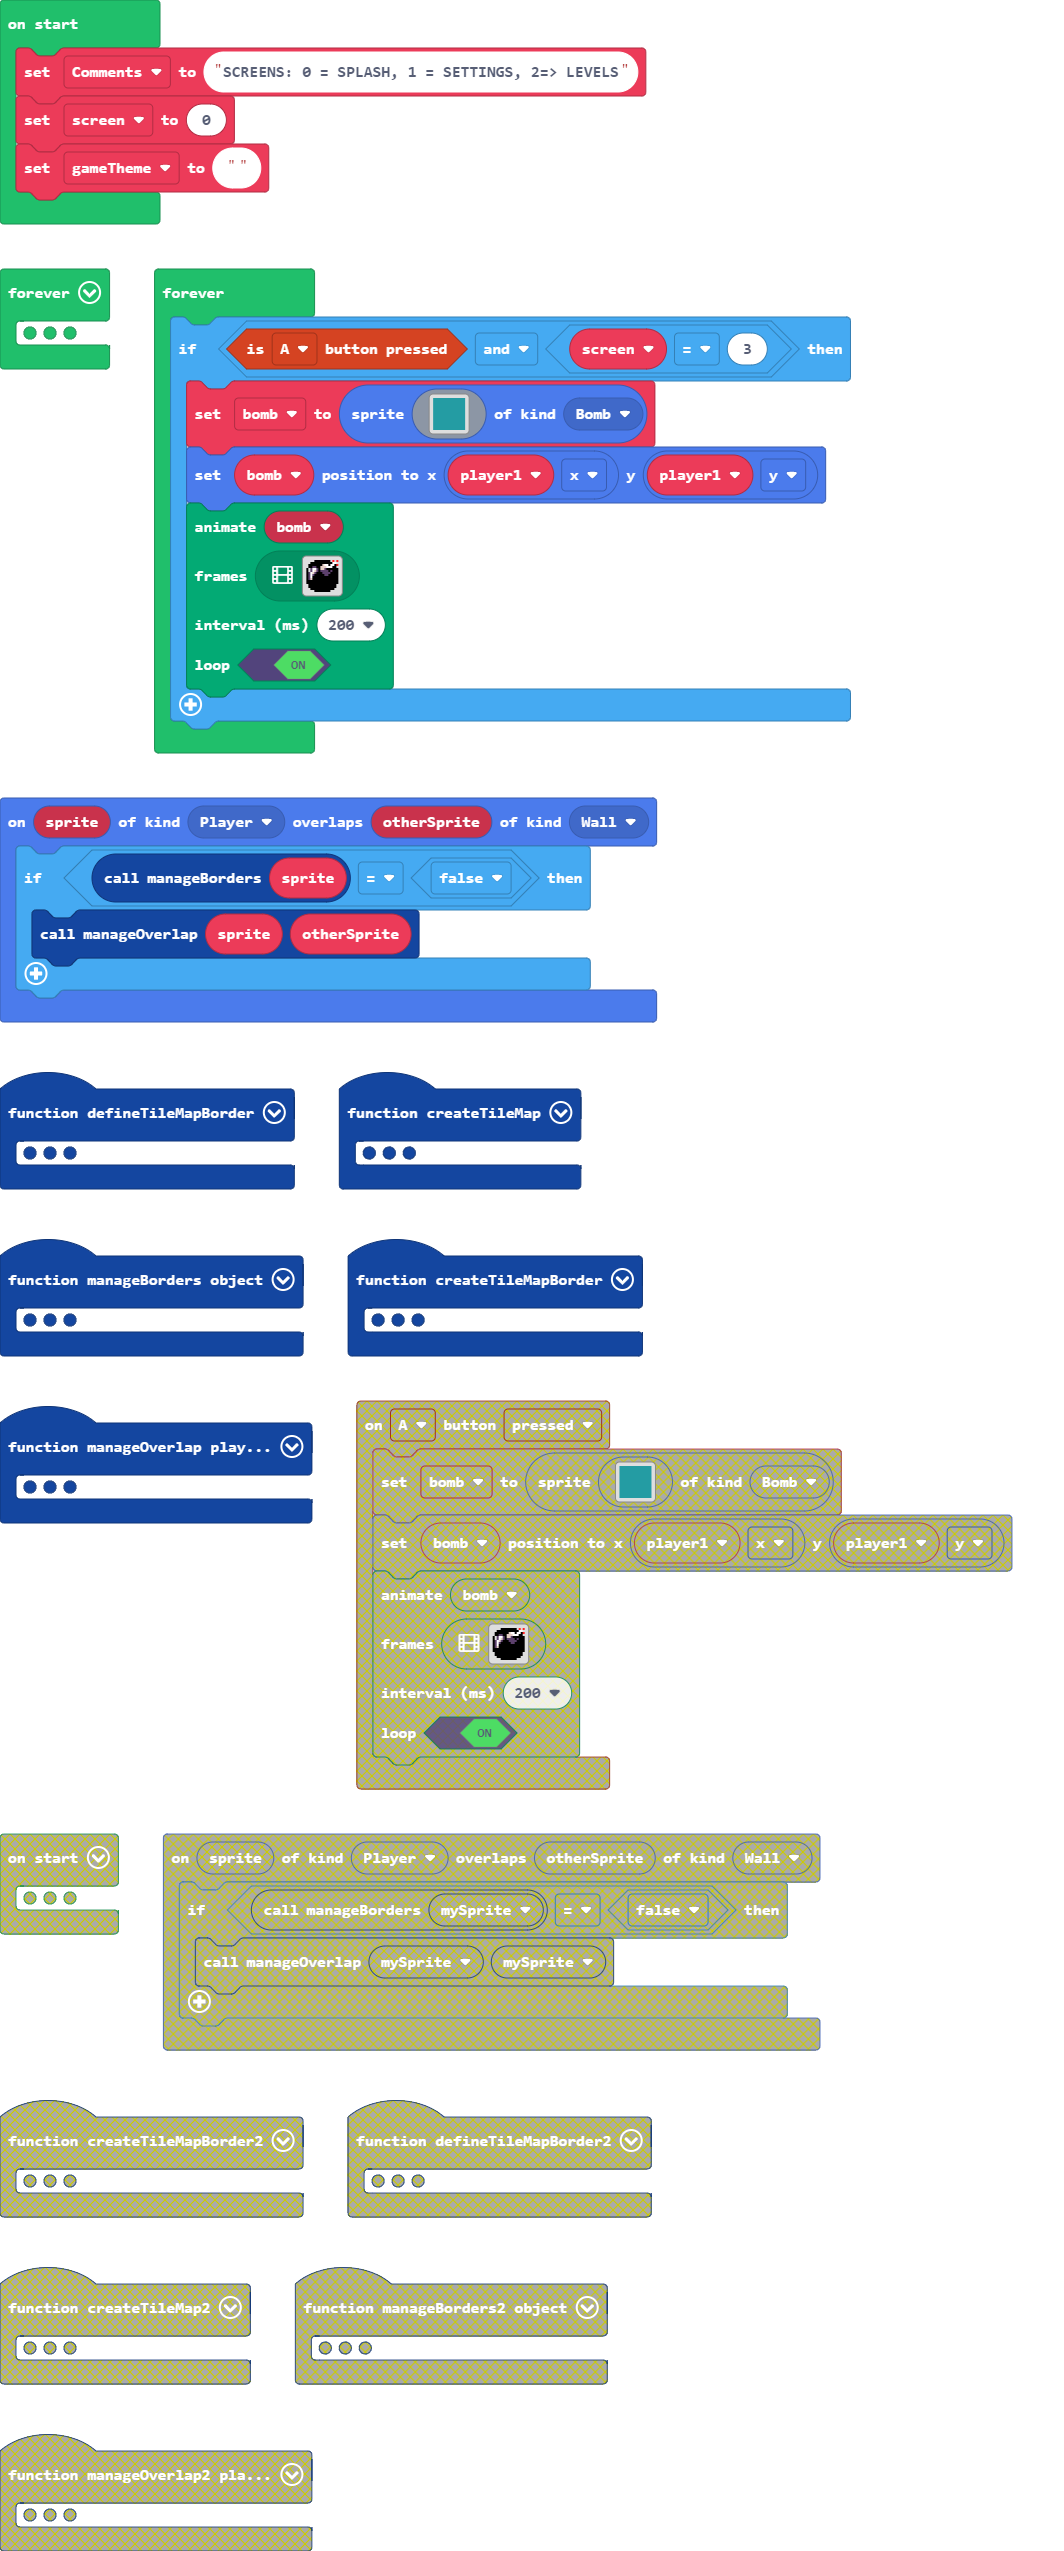 on start
set Comments to "SCREENS: 0 = SPLASH, 1 = SETTINGS, 2=> LEVELS"
set screen to 0
set gameTheme to " "
forever
forever
if is A button pressed and screen = 3 then
set bomb to sprite of kind Bomb
set bomb position to x player1 x y player1 y
animate bomb
frames
interval (ms) 200
loop ON
on sprite of kind Player overlaps otherSprite of kind Wall
if call manageBorders sprite = false then
call manageOverlap sprite otherSprite
function defineTileMapBorder
function createTileMap
function manageBorders object
function createTileMapBorder
function manageOverlap play...
on A button pressed
set bomb to sprite of kind Bomb
set bomb position to x player1 x y player1 y
animate bomb
frames
interval (ms) 200
loop ON
on start
on sprite of kind Player overlaps otherSprite of kind Wall
if call manageBorders mySprite = false then
call manageOverlap mySprite mySprite
function createTileMapBorder2
function defineTileMapBorder2
function createTileMap2
function manageBorders2 object
function manageOverlap2 pla...